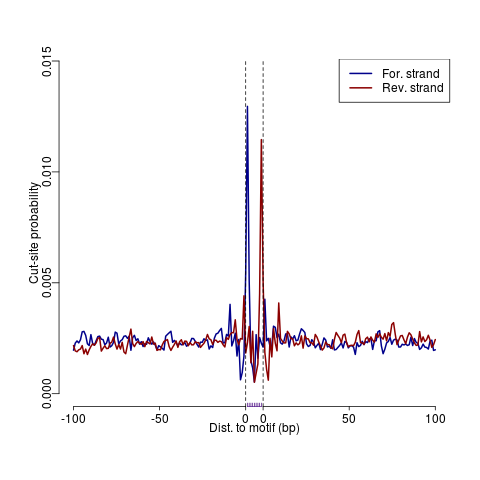 For. strand
Rev. strand
Cut-site probability
0.015
0.010
0.005
0.000
-100 -50 0 0 50 100
Dist. to motif (bp)